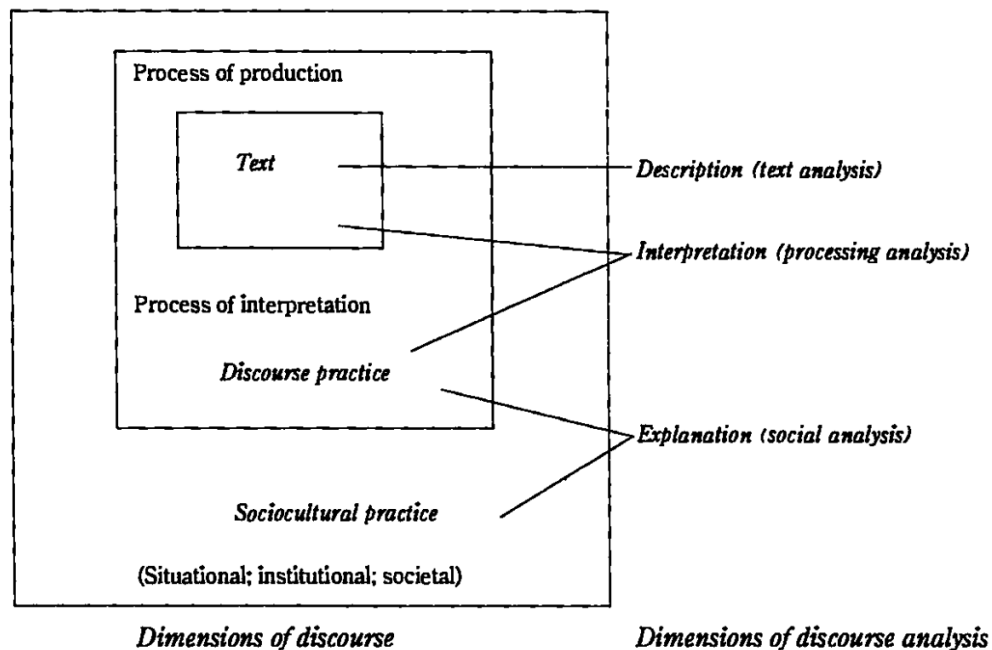 Process of production
Text
Description (text analysis)
Interpretation (processing analysis)
Process of interpretation
Discourse practice
Explanation (social analysis)
Sociocultural practice
(Situational; institutional; societal)
Dimensions of discourse
Dimensions of discourse analysis